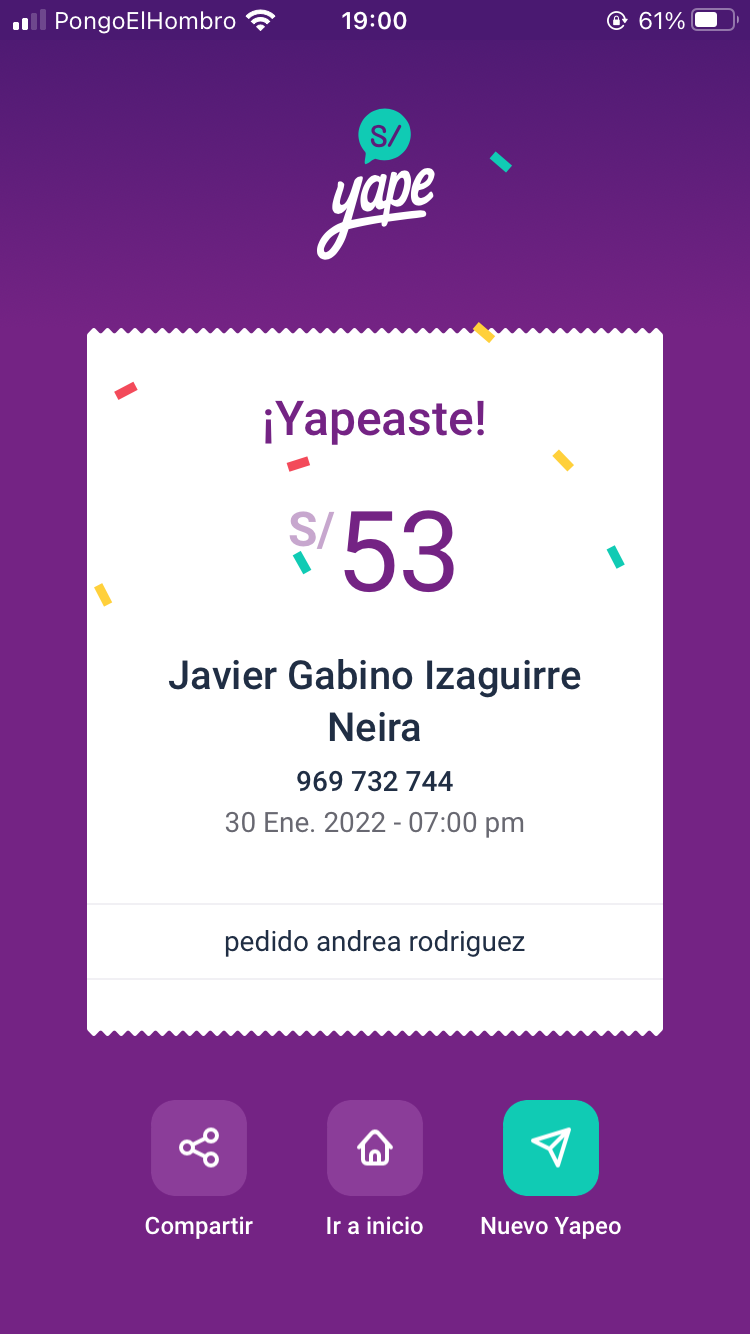 PongoElHombro 19:00 61%
S/
yape
¡Yapeaste!
S/ 53
Javier Gabino Izaguirre
Neira
969 732 744
30 Ene. 2022 - 07:00 pm
pedido andrea rodriguez
Compartir Ir a inicio Nuevo Yapeo